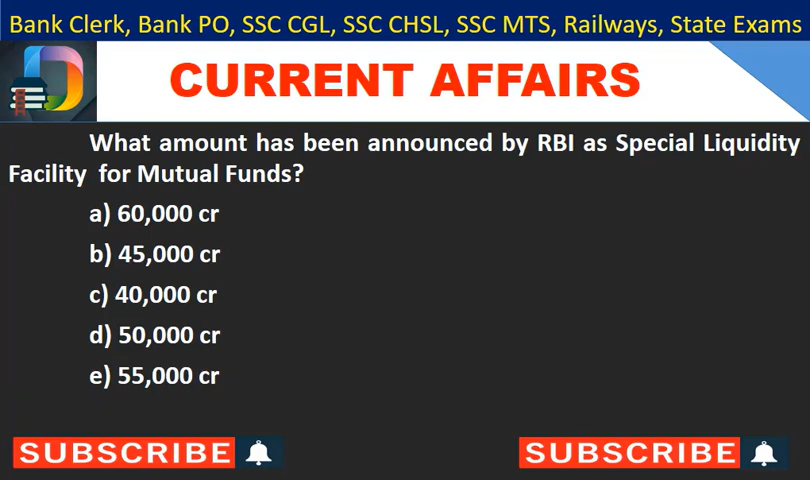 Bank Clerk, Bank PO, SSC CGL, SSC CHSL, SSC MTS, Railways, State Exams
CURRENT AFFAIRS
What amount has been announced by RBI as Special Liquidity
Facility for Mutual Funds?
a) 60,000 cr
b) 45,000 cr
c) 40,000 cr
d) 50,000 cr
e) 55,000 cr
SUBSCRIBE
SUBSCRIBE